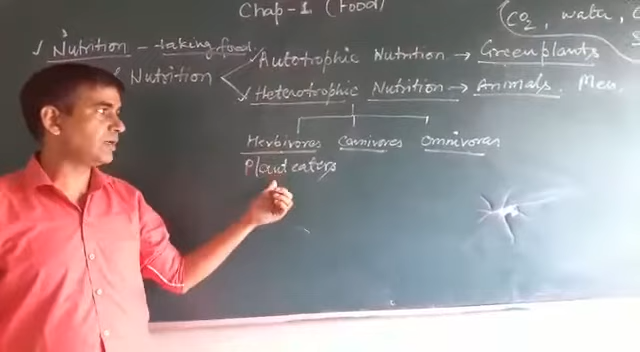 Chap-1 (Food)
CO2, water,
✓ Nutrition - taking food.
Autotrophic Nutrition → Green plants
Nutrition
✓ Heterotrophic Nutrition → Animals, Men,
Herbivores Carnivores Omnivoran
Plant eaters